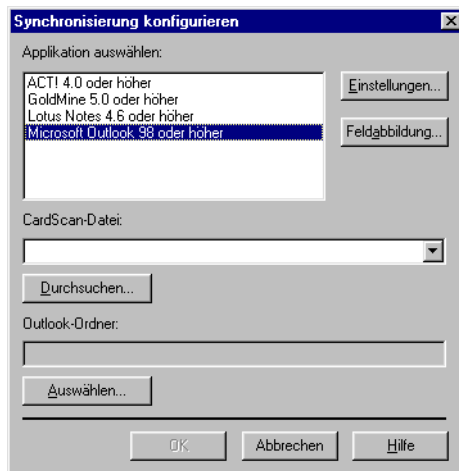 Synchronisierung konfigurieren
Applikation auswählen:
ACT! 4.0 oder höher
GoldMine 5.0 oder höher
Lotus Notes 4.6 oder höher
Microsoft Outlook 98 oder höher
Einstellungen...
Feldabbildung...
CardScan-Datei:
Durchsuchen...
Outlook-Ordner:
Auswählen...
OK Abbrechen Hilfe